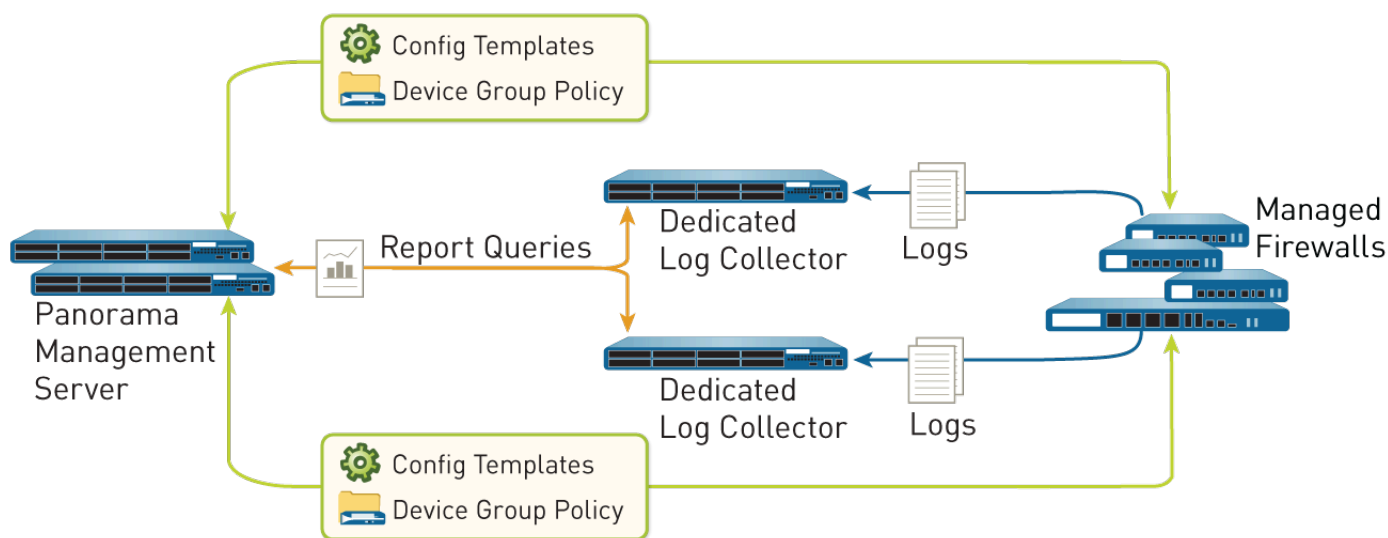 Config Templates
Device Group Policy
Report Queries
Dedicated
Log Collector
Logs
Managed
Firewalls
Panorama
Management
Server
Dedicated
Log Collector
Logs
Config Templates
Device Group Policy